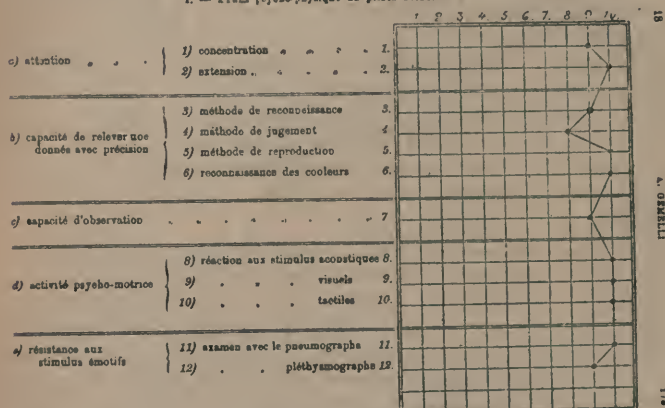 1 2 3 4 5 6 7 8 9 10
18
a) attention
1) concentration 1.
2) extension 2.
3) méthode de reconnaissance 3.
b) capacité de relever une
4) méthode de jugement 4
donnés avec précision
5) méthode de reproduction 5.
6) reconnaissance des couleurs 6.
A. GEMELLI
c) capacité d'observation 7
8) réaction aux stimulus acoustiques 8.
d) activité psycho-motrice
9) " " " visuels 9.
10) " " " tactiles 10.
e) résistance aux
11) examen avec le pneumographe 11.
stimulus émotifs
12) " " pléthysmographe 12.